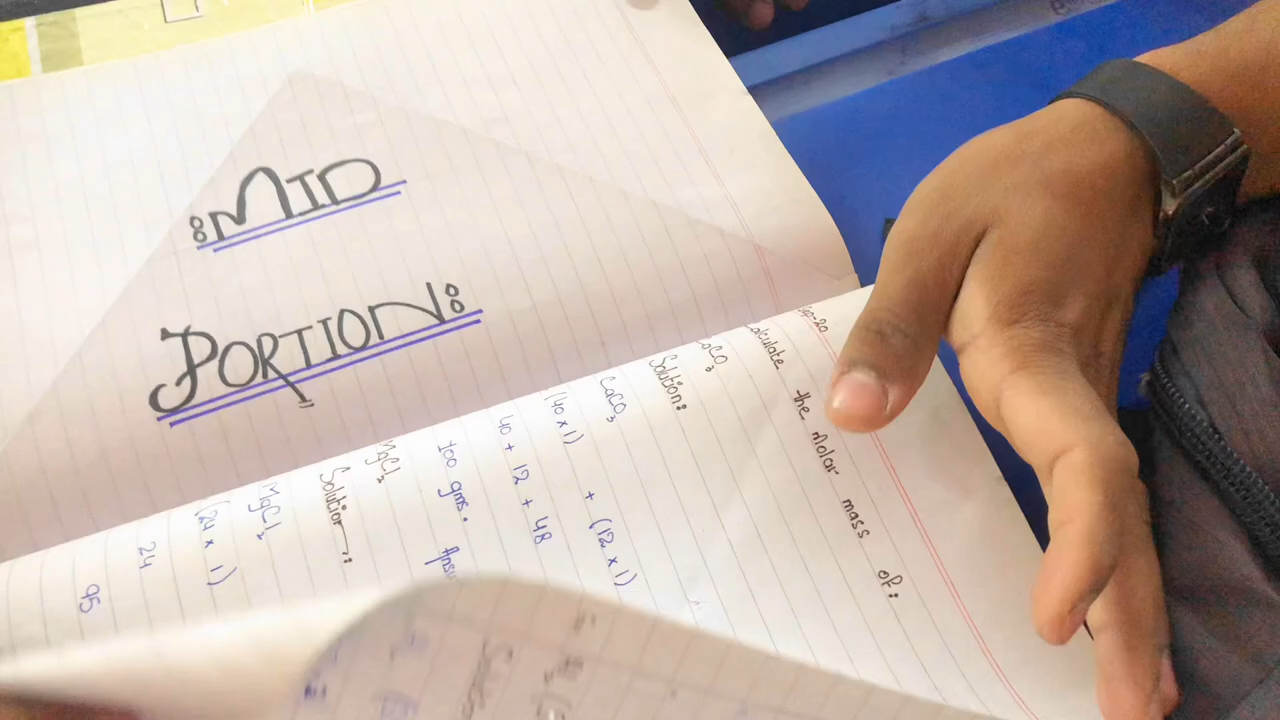 :MID
PORTION:
Calculate the Molar mass of:
CaCO₃
Solution:
CaCO₃
(40 x 1) + (12 x 1)
40 + 12 + 48
100 gms. Ans
MgCl₂
Solution:
MgCl₂
(24 x 1)
24
95